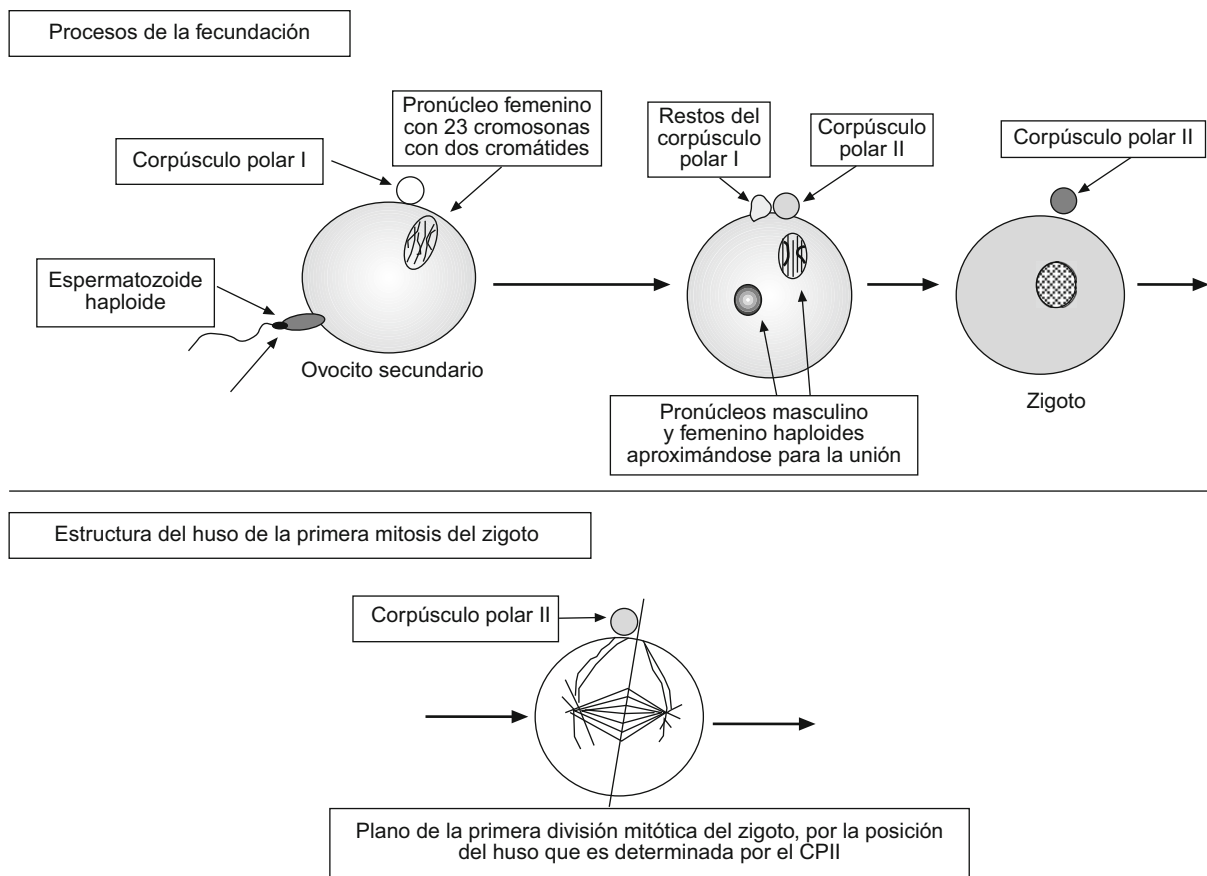 Procesos de la fecundación
Corpúsculo polar I
Pronúcleo femenino
con 23 cromosonas
con dos cromátides
Espermatozoide
haploide
Ovocito secundario
Restos del
corpúsculo
polar I
Corpúsculo
polar II
Pronúcleos masculino
y femenino haploides
aproximándose para la unión
Corpúsculo polar II
Zigoto
Estructura del huso de la primera mitosis del zigoto
Corpúsculo polar II
Plano de la primera división mitótica del zigoto, por la posición
del huso que es determinada por el CPII